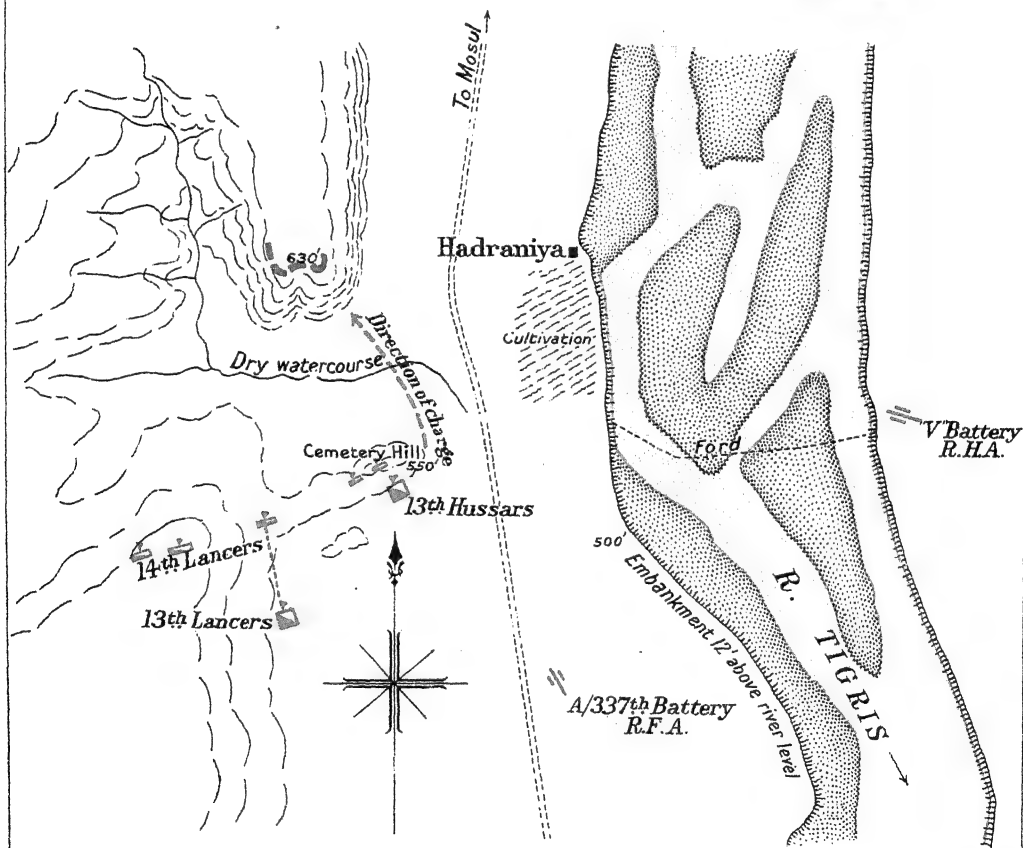 To Mosul
Hadraniya
630'
Cultivation
Direction of charge
Dry watercourse
Cemetery Hill
550'
Ford
"V" Battery
R.H.A.
13th Hussars
14th Lancers
500'
13th Lancers
Embankment 12' above river level
R. TIGRIS
A/337th Battery
R.F.A.